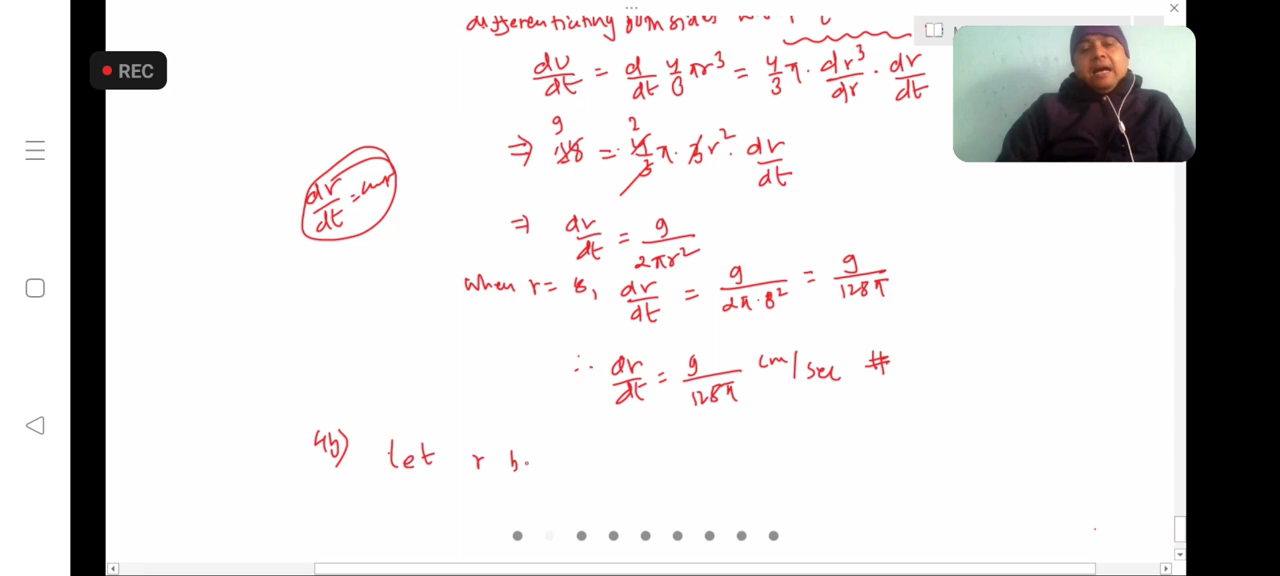 REC
differentiating both sides w.r.t. t
dv/dt = d/dt 4/3 πr³ = 4/3 π · dr³/dr · dr/dt
⇒ 18 9 = 4 2/3 π · 3r² · dr/dt
dr/dt =
⇒ dr/dt = 9/2πr²
when r = 8, dr/dt = 9/2π·8² = 9/128π
∴ dr/dt = 9/128π cm/sec #
4b) let r b